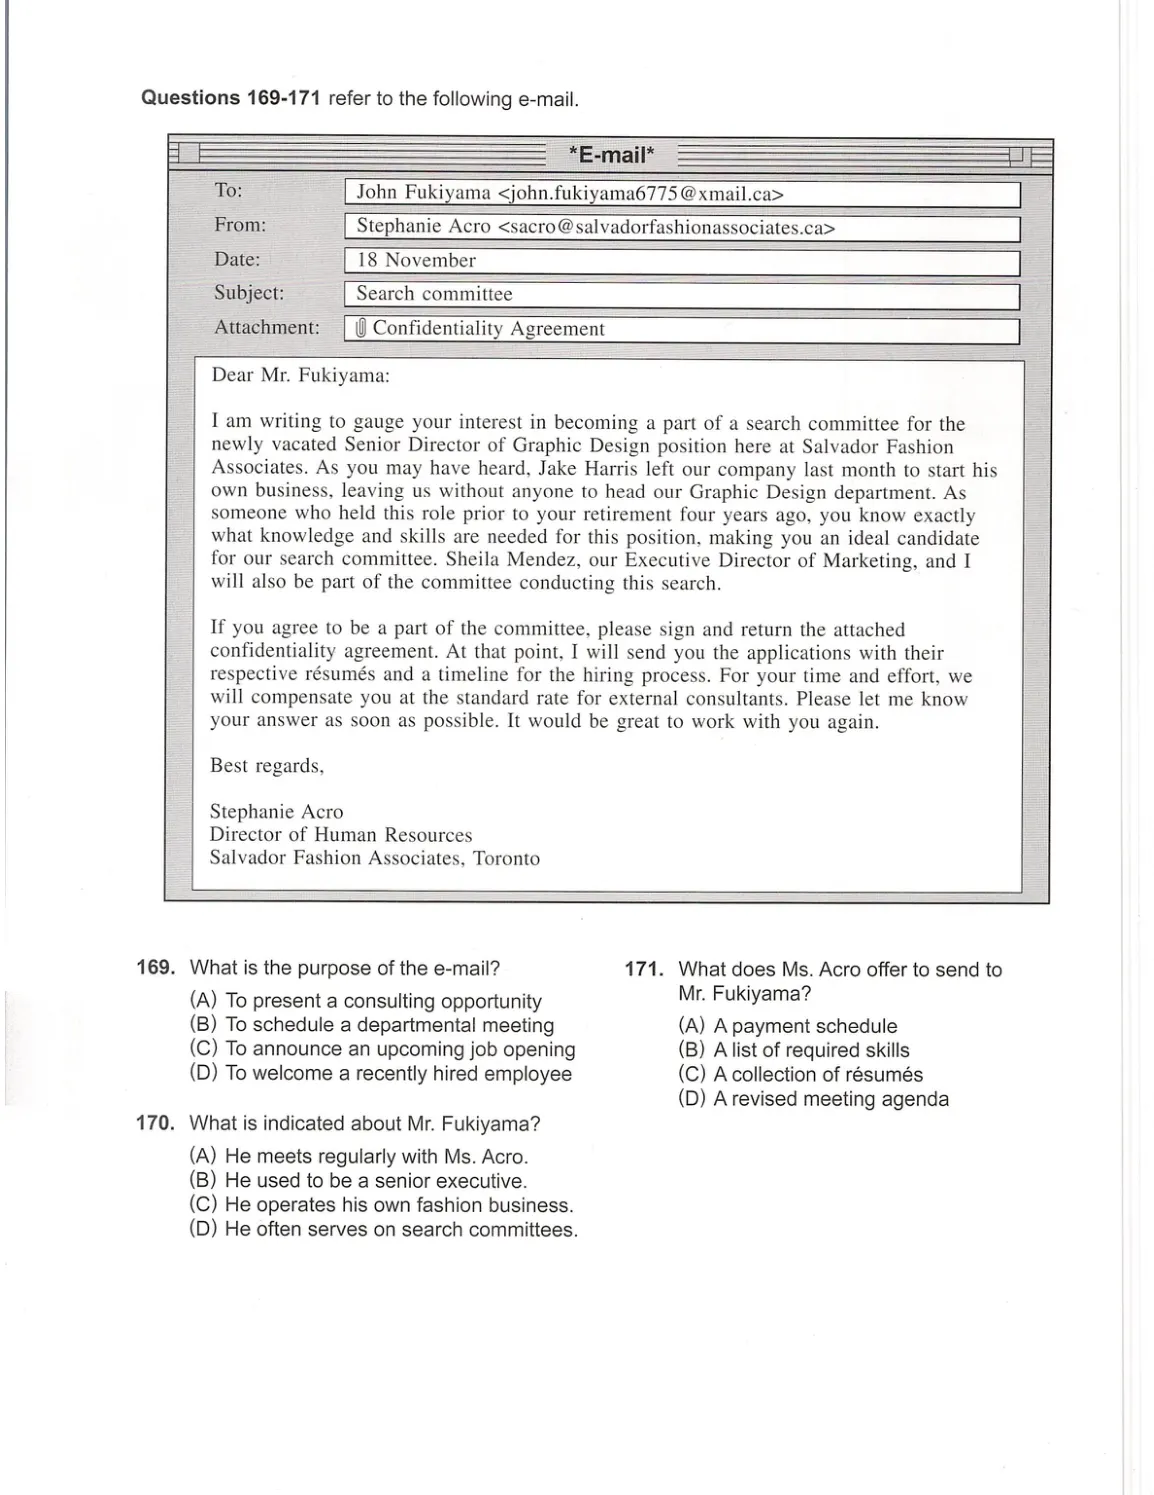 Questions 169-171 refer to the following e-mail.
*E-mail*
To: John Fukiyama <john.fukiyama6775@xmail.ca>
From: Stephanie Acro <sacro@salvadorfashionassociates.ca>
Date: 18 November
Subject: Search committee
Attachment: Confidentiality Agreement
Dear Mr. Fukiyama:
I am writing to gauge your interest in becoming a part of a search committee for the
newly vacated Senior Director of Graphic Design position here at Salvador Fashion
Associates. As you may have heard, Jake Harris left our company last month to start his
own business, leaving us without anyone to head our Graphic Design department. As
someone who held this role prior to your retirement four years ago, you know exactly
what knowledge and skills are needed for this position, making you an ideal candidate
for our search committee. Sheila Mendez, our Executive Director of Marketing, and I
will also be part of the committee conducting this search.
If you agree to be a part of the committee, please sign and return the attached
confidentiality agreement. At that point, I will send you the applications with their
respective résumés and a timeline for the hiring process. For your time and effort, we
will compensate you at the standard rate for external consultants. Please let me know
your answer as soon as possible. It would be great to work with you again.
Best regards,
Stephanie Acro
Director of Human Resources
Salvador Fashion Associates, Toronto
169. What is the purpose of the e-mail?
(A) To present a consulting opportunity
(B) To schedule a departmental meeting
(C) To announce an upcoming job opening
(D) To welcome a recently hired employee
170. What is indicated about Mr. Fukiyama?
(A) He meets regularly with Ms. Acro.
(B) He used to be a senior executive.
(C) He operates his own fashion business.
(D) He often serves on search committees.
171. What does Ms. Acro offer to send to
Mr. Fukiyama?
(A) A payment schedule
(B) A list of required skills
(C) A collection of résumés
(D) A revised meeting agenda